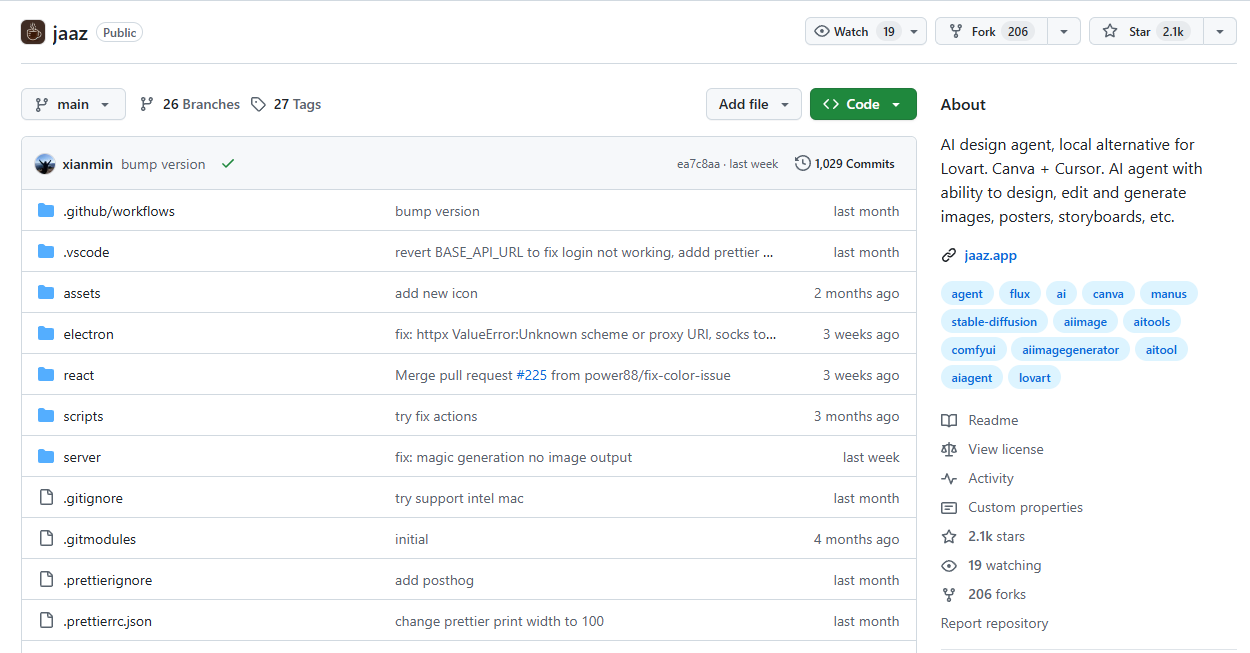 jaaz Public Watch 19 Fork 206 Star 2.1k
main 26 Branches 27 Tags Add file Code
xianmin bump version ea7c8aa · last week 1,029 Commits
.github/workflows bump version last month
.vscode revert BASE_API_URL to fix login not working, addd prettier ... last month
assets add new icon 2 months ago
electron fix: httpx ValueError:Unknown scheme or proxy URI, socks to... 3 weeks ago
react Merge pull request #225 from power88/fix-color-issue 3 weeks ago
scripts try fix actions 3 months ago
server fix: magic generation no image output last week
.gitignore try support intel mac last month
.gitmodules initial 4 months ago
.prettierignore add posthog last month
.prettierrc.json change prettier print width to 100 last month
About
AI design agent, local alternative for
Lovart. Canva + Cursor. AI agent with
ability to design, edit and generate
images, posters, storyboards, etc.
jaaz.app
agent flux ai canva manus
stable-diffusion aiimage aitools
comfyui aiimagegenerator aitool
aiagent lovart
Readme
View license
Activity
Custom properties
2.1k stars
19 watching
206 forks
Report repository